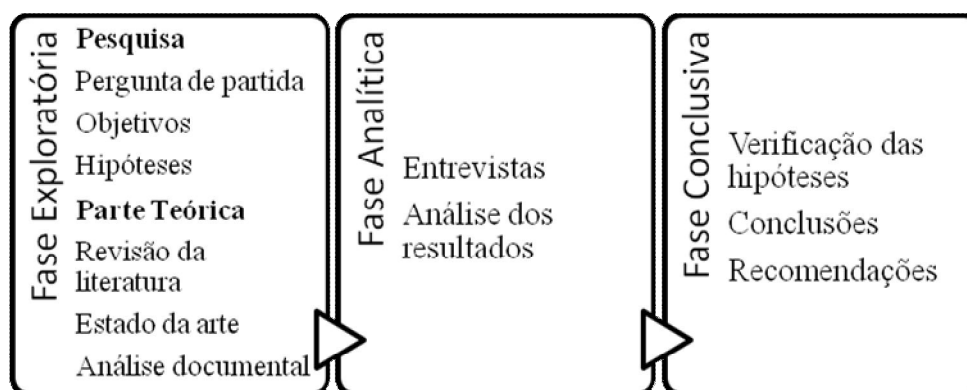 Fase Exploratória
Pesquisa
Pergunta de partida
Objetivos
Hipóteses
Parte Teórica
Revisão da
literatura
Estado da arte
Análise documental
Fase Analítica
Entrevistas
Análise dos
resultados
Fase Conclusiva
Verificação das
hipóteses
Conclusões
Recomendações